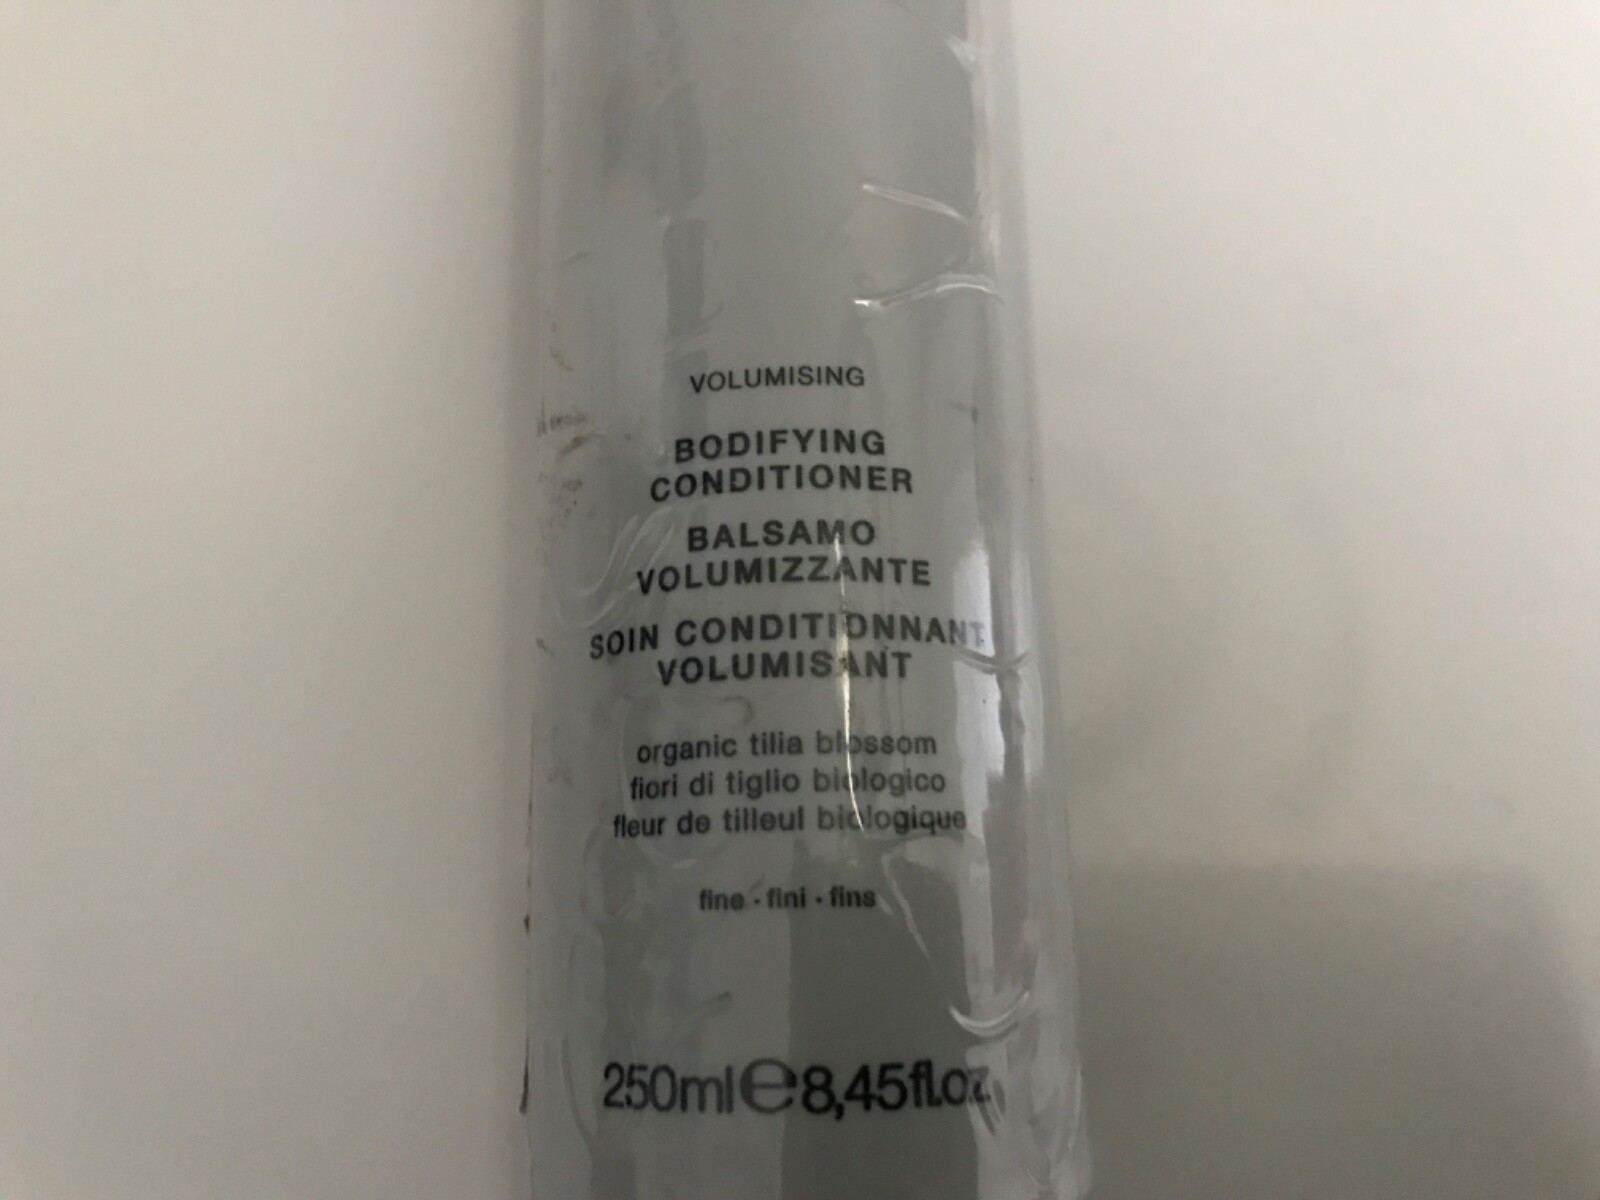 VOLUMISING
BODIFYING
CONDITIONER
BALSAMO
VOLUMIZZANTE
SOIN CONDITIONNANT
VOLUMISANT
organic tilia blossom
fiori di tiglio biologico
fleur de tilleul biologique
fine · fini · fins
250ml℮8,45fl.oz.